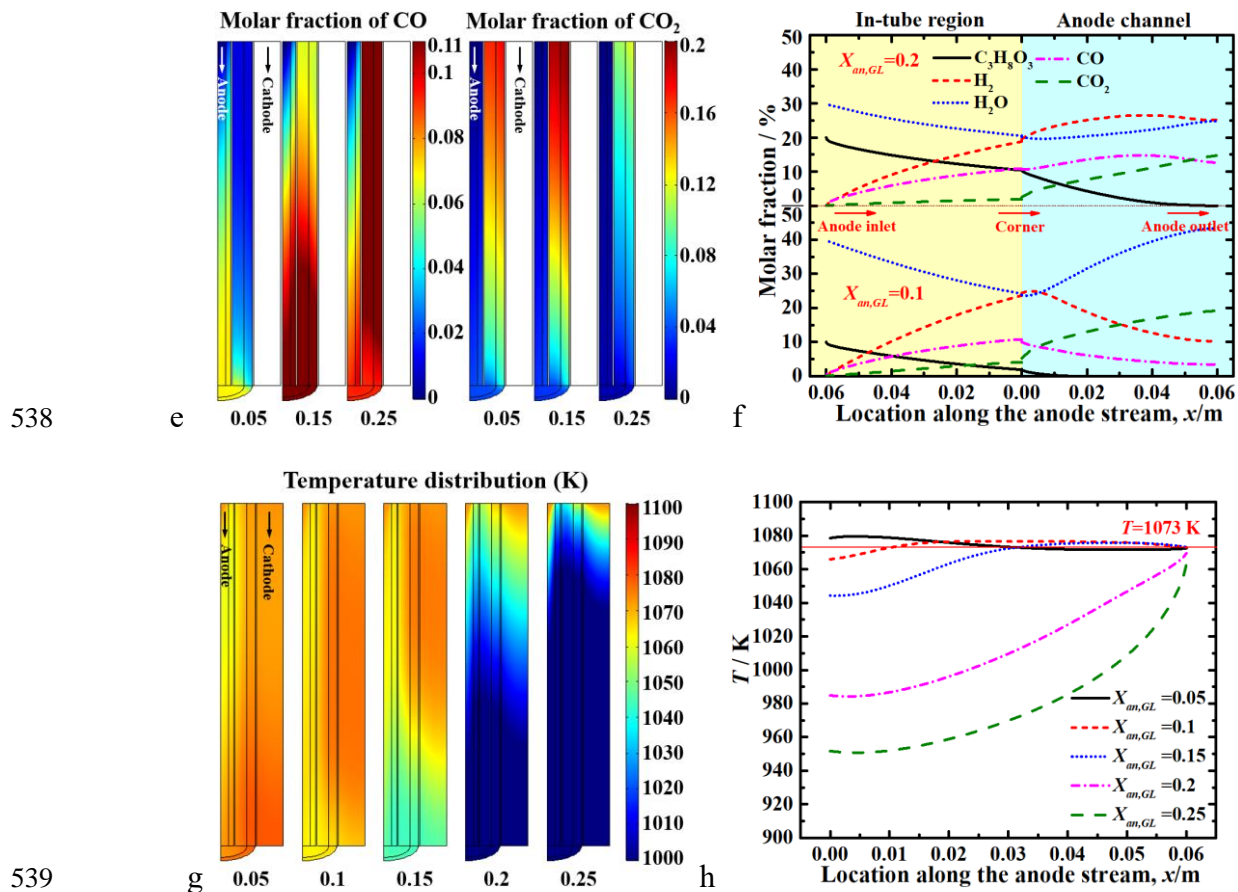 Molar fraction of CO
Molar fraction of CO2
Anode
Cathode
0.11
0.1
0.08
0.06
0.04
0.02
0
Anode
Cathode
0.2
0.16
0.12
0.08
0.04
0
0.05 0.15 0.25
0.05 0.15 0.25
538 e f
In-tube region Anode channel
Molar fraction / %
50
40
30
20
10
0
50
40
30
20
10
0
X_an,GL=0.2
C3H8O3
H2
H2O
CO
CO2
Anode inlet Corner Anode outlet
X_an,GL=0.1
0.06 0.04 0.02 0.00 0.02 0.04 0.06
Location along the anode stream, x/m
Temperature distribution (K)
Anode
Cathode
1100
1090
1080
1070
1060
1050
1040
1030
1020
1010
1000
0.05 0.1 0.15 0.2 0.25
539 g h
T / K
1100
1080
1060
1040
1020
1000
980
960
940
920
900
T=1073 K
X_an,GL=0.05
X_an,GL=0.1
X_an,GL=0.15
X_an,GL=0.2
X_an,GL=0.25
0.00 0.01 0.02 0.03 0.04 0.05 0.06
Location along the anode stream, x/m